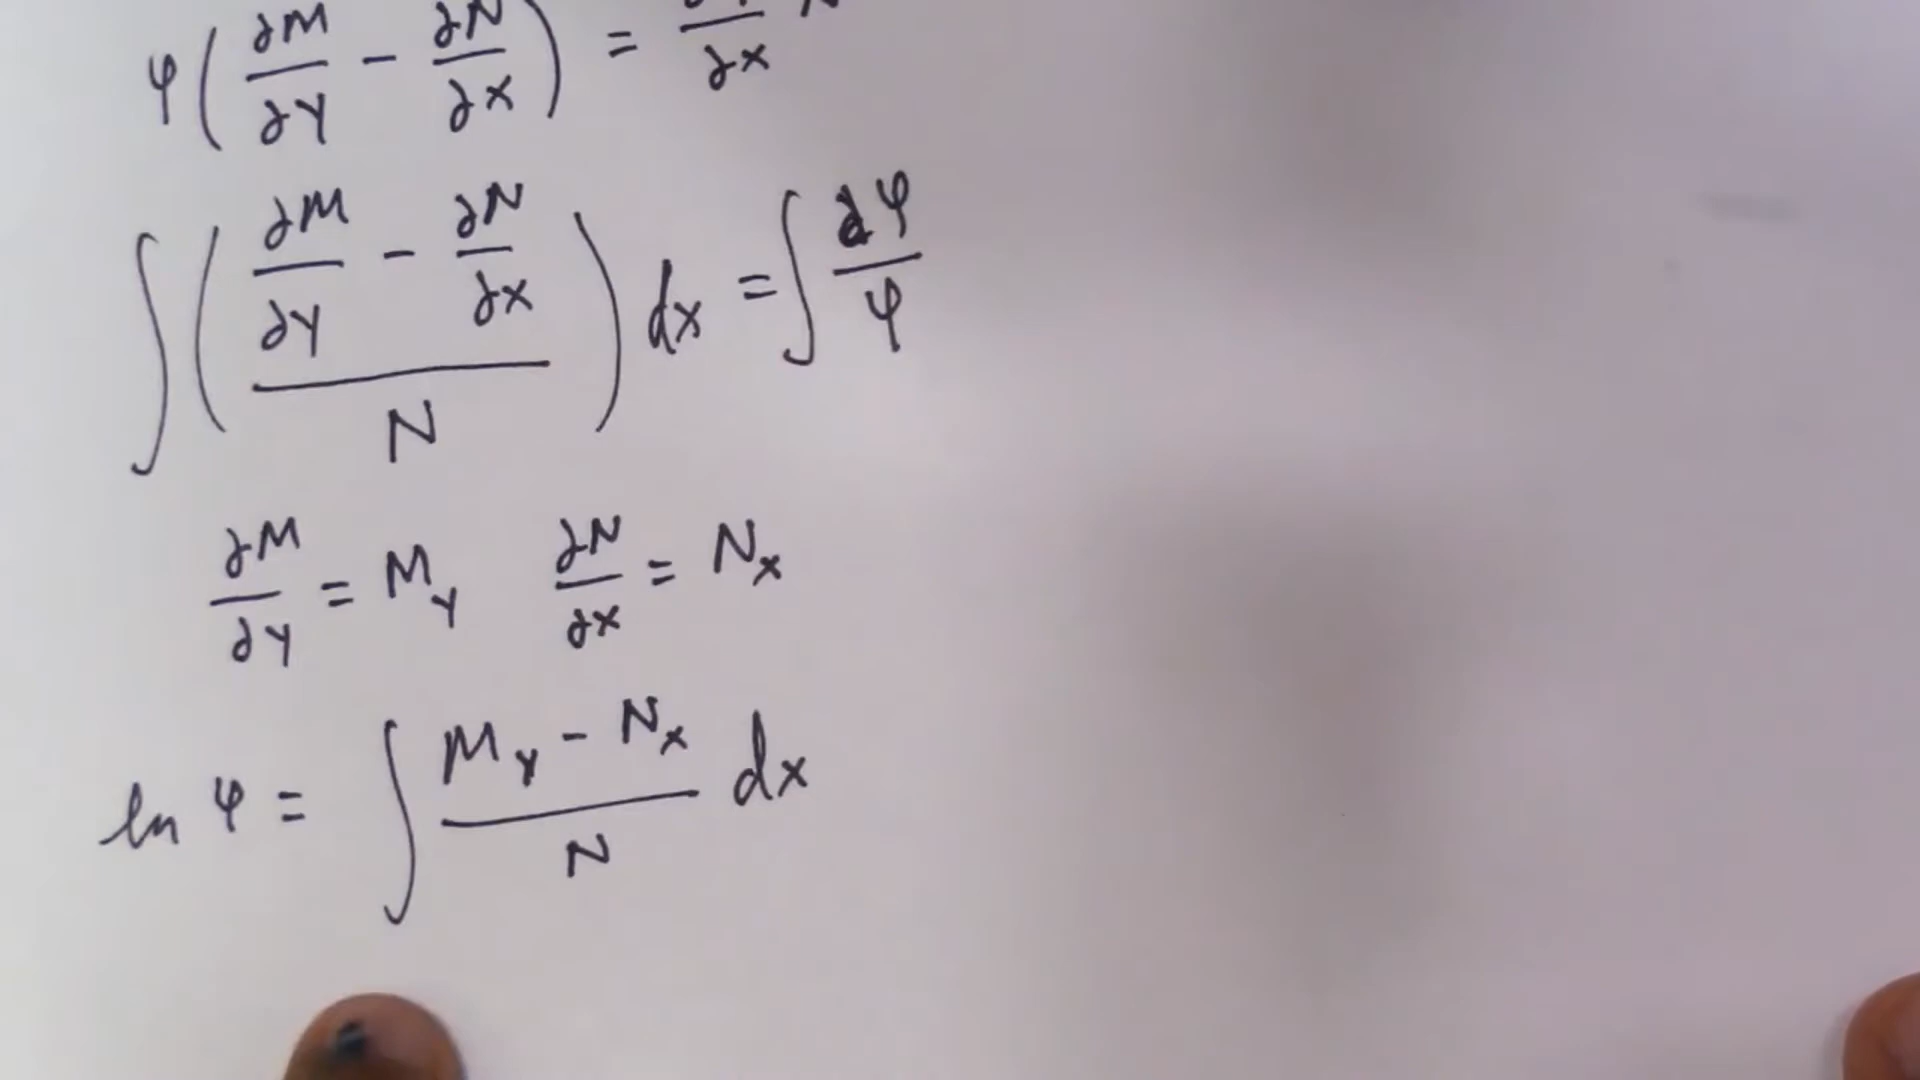 φ(∂M/∂y − ∂N/∂x) = /∂x
∫((∂M/∂y − ∂N/∂x)/N) dx = ∫ dφ/φ
∂M/∂y = M_y ∂N/∂x = N_x
ln φ = ∫ (M_y − N_x)/N dx